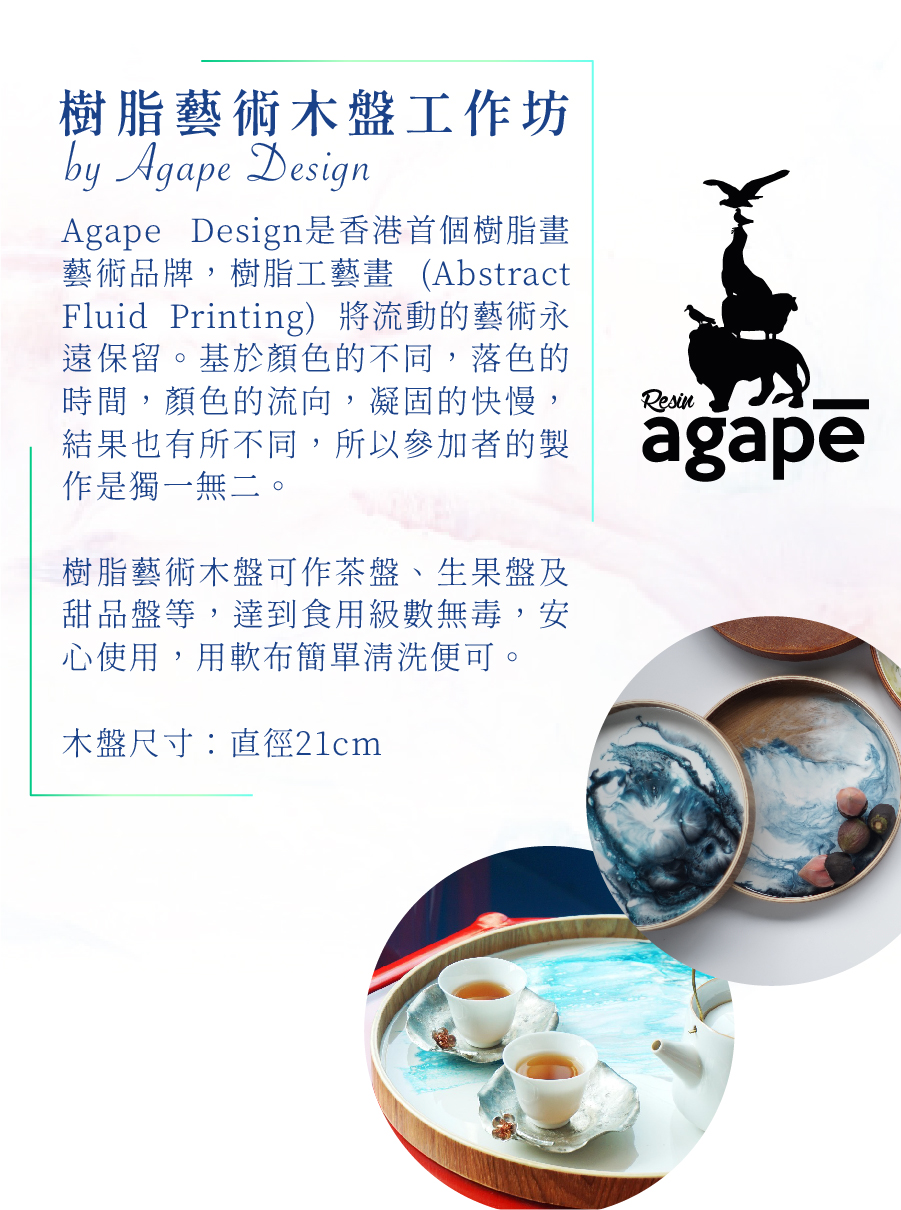 樹脂藝術木盤工作坊
by Agape Design
Agape Design是香港首個樹脂畫
藝術品牌，樹脂工藝畫 (Abstract
Fluid Printing) 將流動的藝術永
遠保留。基於顏色的不同，落色的
時間，顏色的流向，凝固的快慢，
結果也有所不同，所以參加者的製
作是獨一無二。
樹脂藝術木盤可作茶盤、生果盤及
甜品盤等，達到食用級數無毒，安
心使用，用軟布簡單清洗便可。
木盤尺寸：直徑21cm
Resin
agapē